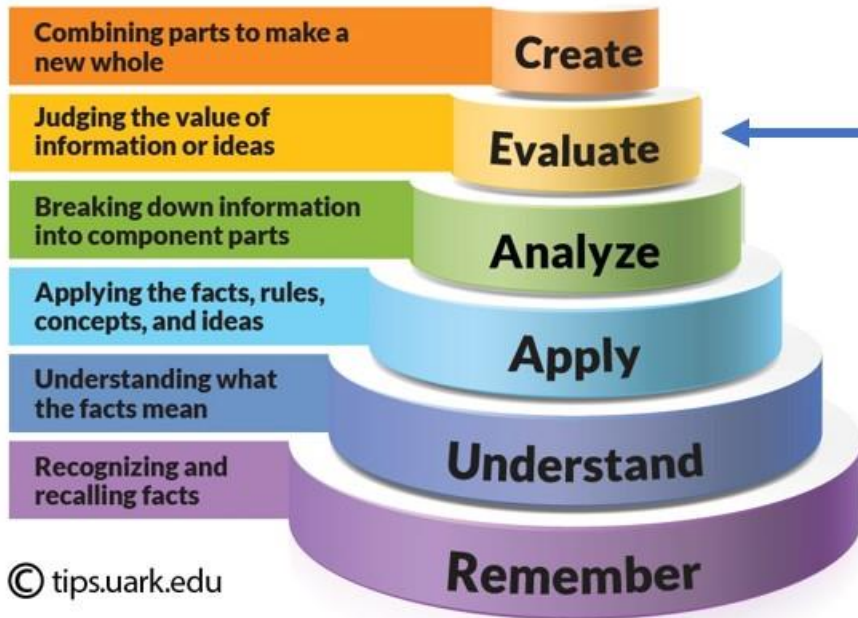 Combining parts to make a
new whole
Create
Judging the value of
information or ideas
Evaluate
Breaking down information
into component parts
Analyze
Applying the facts, rules,
concepts, and ideas
Apply
Understanding what
the facts mean
Understand
Recognizing and
recalling facts
Remember
© tips.uark.edu